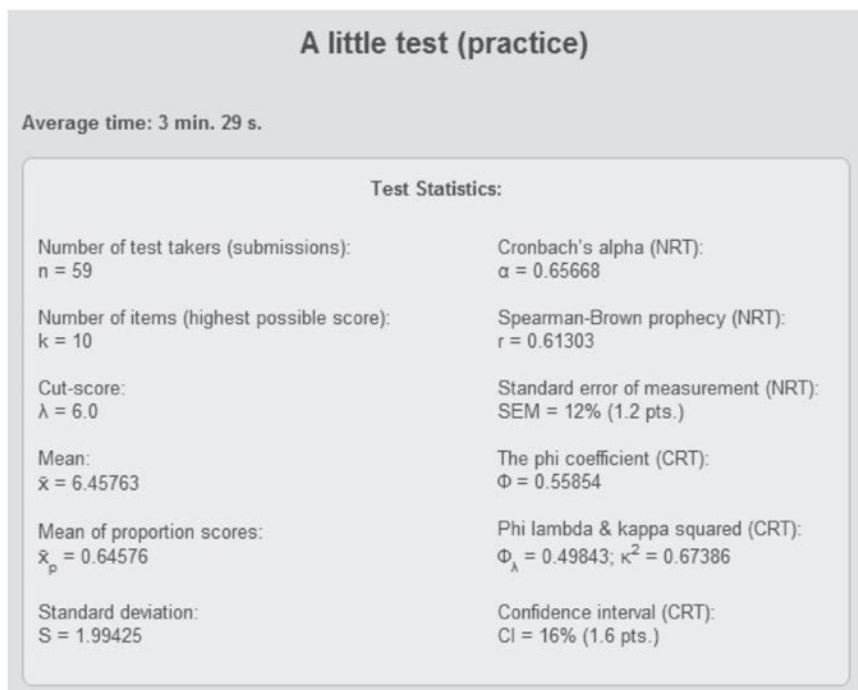 A little test (practice)
Average time: 3 min. 29 s.
Test Statistics:
Number of test takers (submissions):
n = 59
Number of items (highest possible score):
k = 10
Cut-score:
λ = 6.0
Mean:
x̄ = 6.45763
Mean of proportion scores:
x̄p = 0.64576
Standard deviation:
S = 1.99425
Cronbach's alpha (NRT):
α = 0.65668
Spearman-Brown prophecy (NRT):
r = 0.61303
Standard error of measurement (NRT):
SEM = 12% (1.2 pts.)
The phi coefficient (CRT):
Φ = 0.55854
Phi lambda & kappa squared (CRT):
Φλ = 0.49843; κ² = 0.67386
Confidence interval (CRT):
CI = 16% (1.6 pts.)